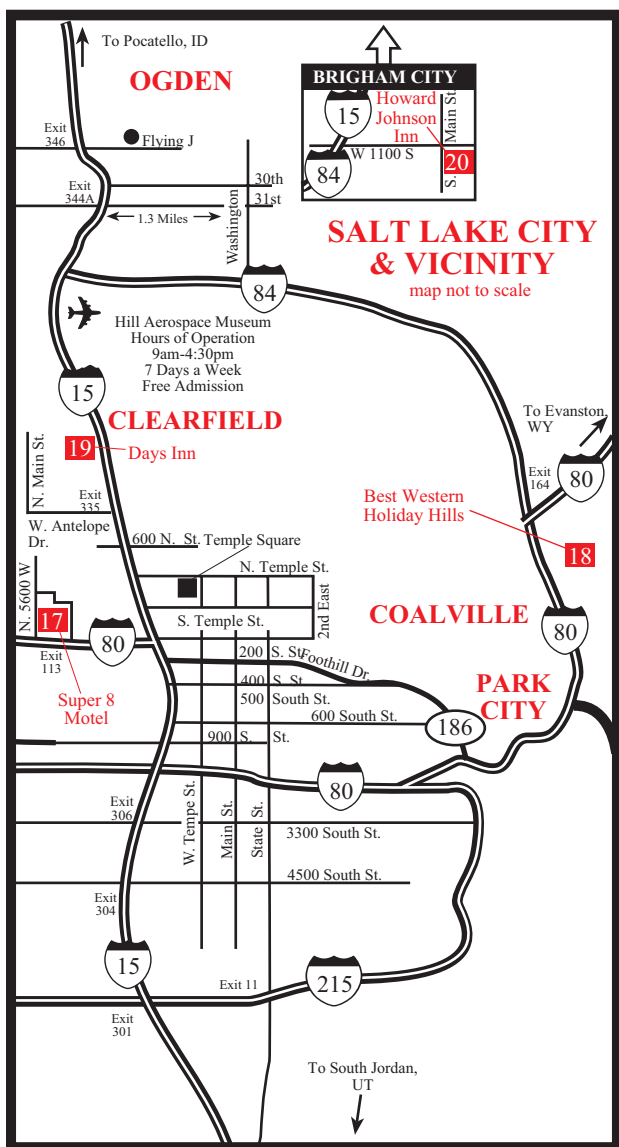 To Pocatello, ID
OGDEN
BRIGHAM CITY
Howard
Johnson
Inn
15
S. Main St.
W 1100 S
84
20
Exit
346
Flying J
Exit
344A
30th
31st
1.3 Miles
Washington
SALT LAKE CITY
& VICINITY
map not to scale
84
Hill Aerospace Museum
Hours of Operation
9am-4:30pm
7 Days a Week
Free Admission
15
CLEARFIELD
19
Days Inn
N. Main St.
To Evanston,
WY
Exit
164
80
Exit
335
W. Antelope
Dr.
Best Western
Holiday Hills
18
600 N. St.
Temple Square
N. Temple St.
N. 5600 W
17
S. Temple St.
2nd East
COALVILLE
80
80
Exit
113
200 S. St.
Foothill Dr.
400 S. St.
500 South St.
PARK
CITY
Super 8
Motel
600 South St.
186
900 S. St.
80
Exit
306
W. Tempe St.
Main St.
State St.
3300 South St.
4500 South St.
Exit
304
15
Exit 11
215
Exit
301
To South Jordan,
UT